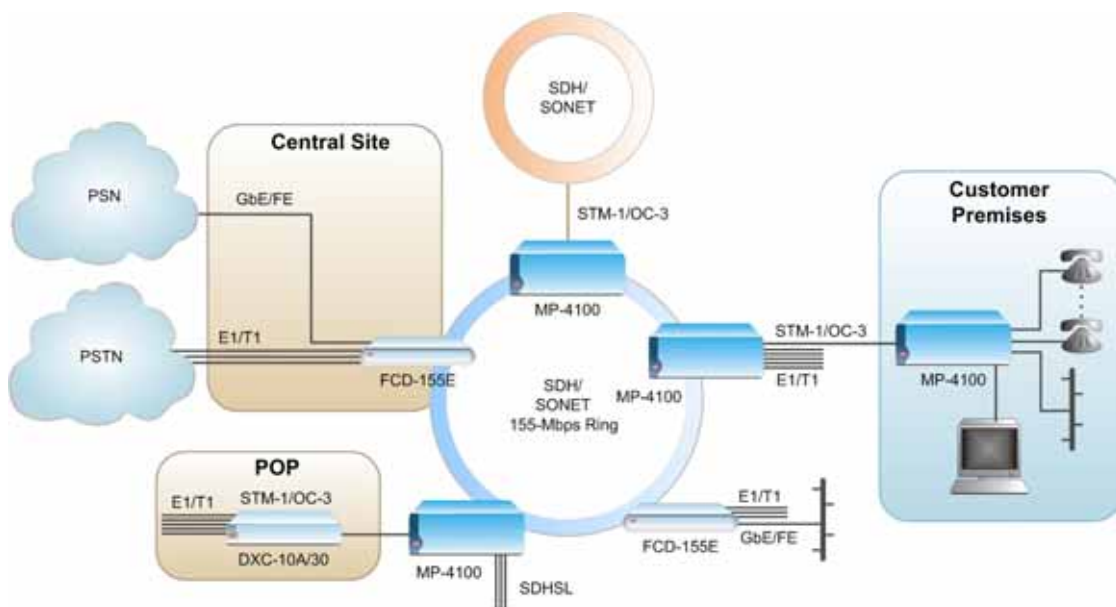 SDH/
SONET
Central Site
PSN
GbE/FE
STM-1/OC-3
Customer
Premises
MP-4100
E1/T1
PSTN
FCD-155E
STM-1/OC-3
E1/T1
MP-4100
MP-4100
SDH/
SONET
155-Mbps Ring
POP
E1/T1
STM-1/OC-3
DXC-10A/30
MP-4100
SDHSL
E1/T1
FCD-155E
GbE/FE